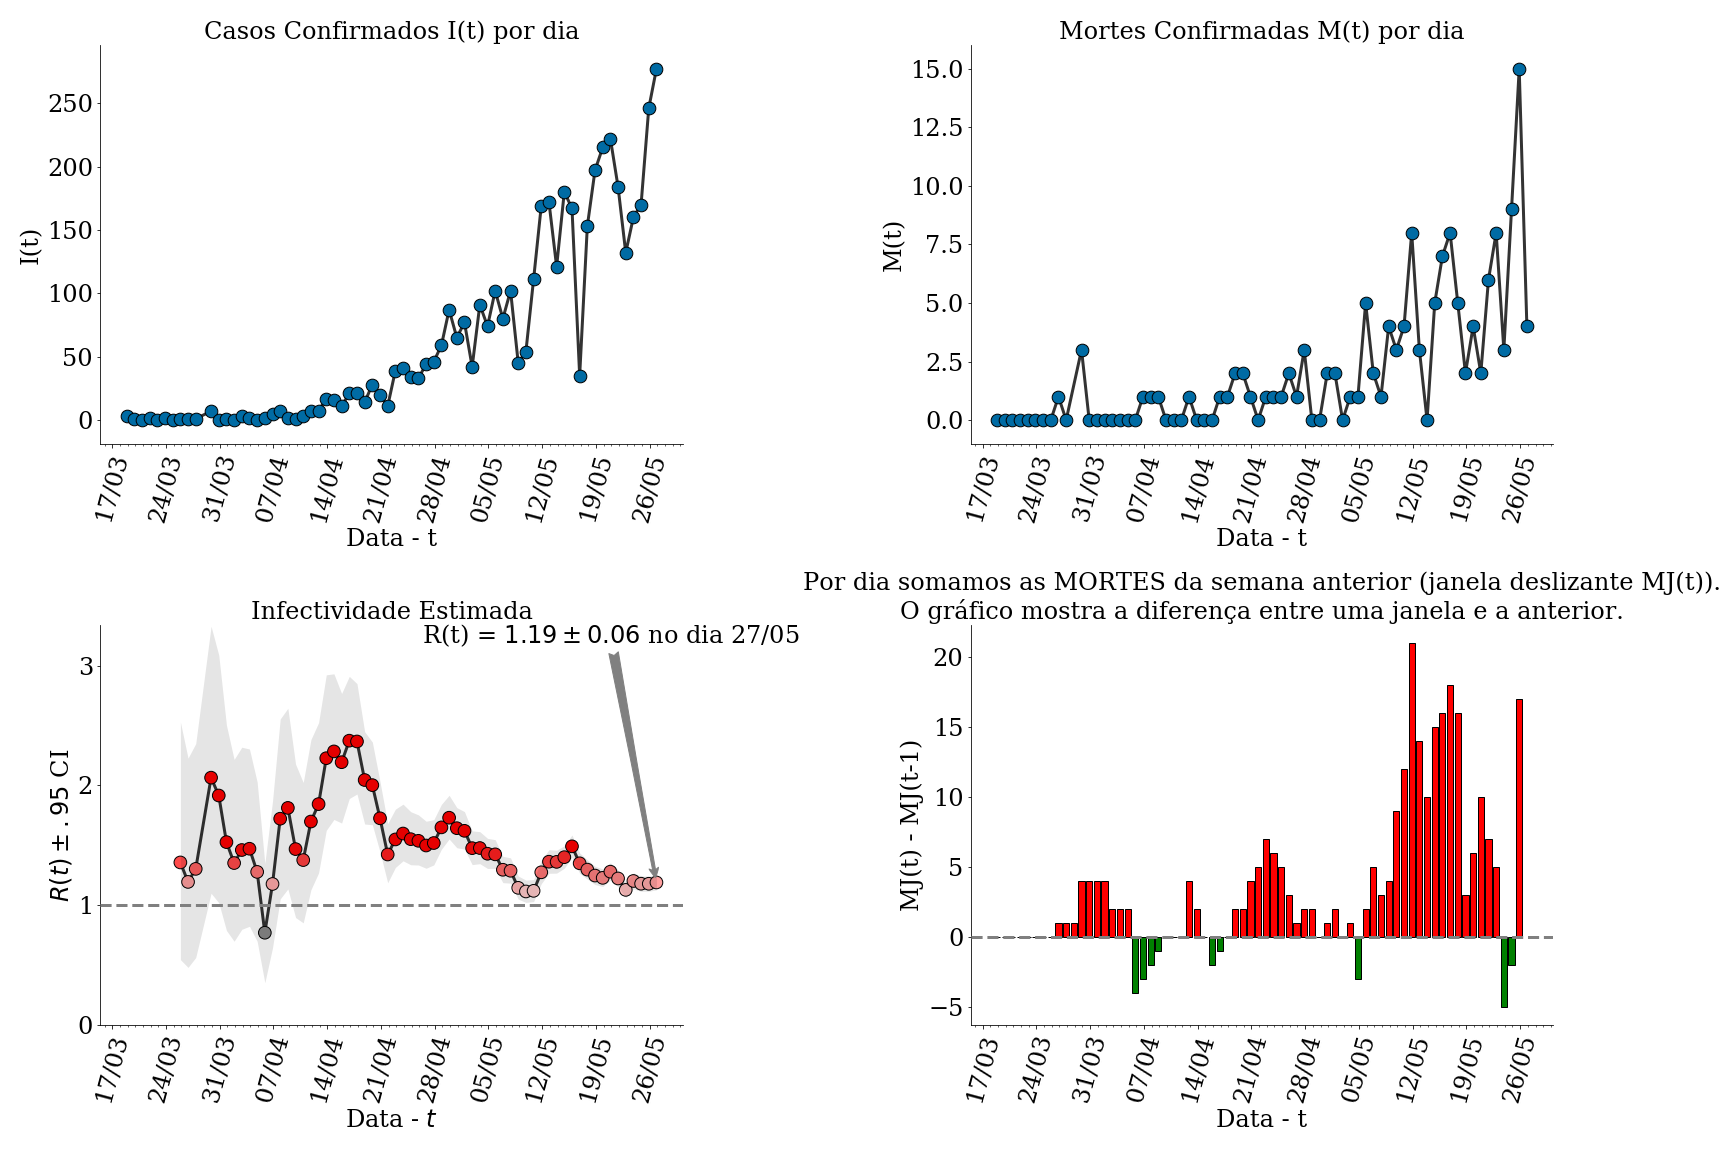 Casos Confirmados I(t) por dia
I(t)
250
200
150
100
50
0
17/03 24/03 31/03 07/04 14/04 21/04 28/04 05/05 12/05 19/05 26/05
Data - t
Mortes Confirmadas M(t) por dia
M(t)
15.0
12.5
10.0
7.5
5.0
2.5
0.0
17/03 24/03 31/03 07/04 14/04 21/04 28/04 05/05 12/05 19/05 26/05
Data - t
Infectividade Estimada
R(t) = 1.19 ± 0.06 no dia 27/05
R(t) ± .95 CI
3
2
1
0
17/03 24/03 31/03 07/04 14/04 21/04 28/04 05/05 12/05 19/05 26/05
Data - t
Por dia somamos as MORTES da semana anterior (janela deslizante MJ(t)).
O gráfico mostra a diferença entre uma janela e a anterior.
MJ(t) - MJ(t-1)
20
15
10
5
0
−5
17/03 24/03 31/03 07/04 14/04 21/04 28/04 05/05 12/05 19/05 26/05
Data - t